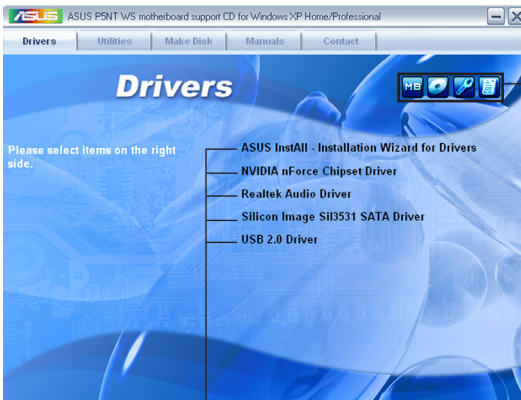 ASUS ASUS P5NT WS motherboard support CD for Windows XP Home/Professional
Drivers Utilities Make Disk Manuals Contact
Drivers
MB
Please select items on the right
side.
ASUS InstAll - Installation Wizard for Drivers
NVIDIA nForce Chipset Driver
Realtek Audio Driver
Silicon Image Sil3531 SATA Driver
USB 2.0 Driver